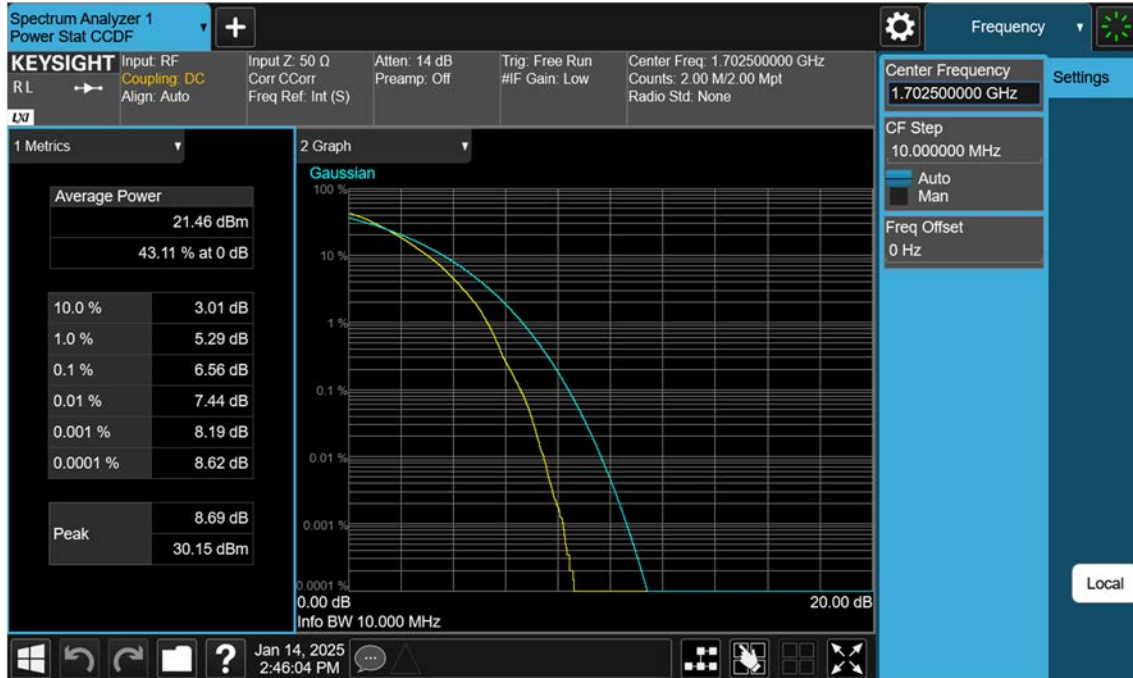 Spectrum Analyzer 1
Power Stat CCDF
Frequency
KEYSIGHT
R L
LXI
Input: RF
Coupling: DC
Align: Auto
Input Z: 50 Ω
Corr CCorr
Freq Ref: Int (S)
Atten: 14 dB
Preamp: Off
Trig: Free Run
#IF Gain: Low
Center Freq: 1.702500000 GHz
Counts: 2.00 M/2.00 Mpt
Radio Std: None
Center Frequency
1.702500000 GHz
Settings
CF Step
10.000000 MHz
Auto
Man
Freq Offset
0 Hz
Local
1 Metrics
Average Power
21.46 dBm
43.11 % at 0 dB
10.0 % 3.01 dB
1.0 % 5.29 dB
0.1 % 6.56 dB
0.01 % 7.44 dB
0.001 % 8.19 dB
0.0001 % 8.62 dB
Peak
8.69 dB
30.15 dBm
2 Graph
Gaussian
100 %
10 %
1 %
0.1 %
0.01 %
0.001 %
0.0001 %
0.00 dB 20.00 dB
Info BW 10.000 MHz
?
Jan 14, 2025
2:46:04 PM